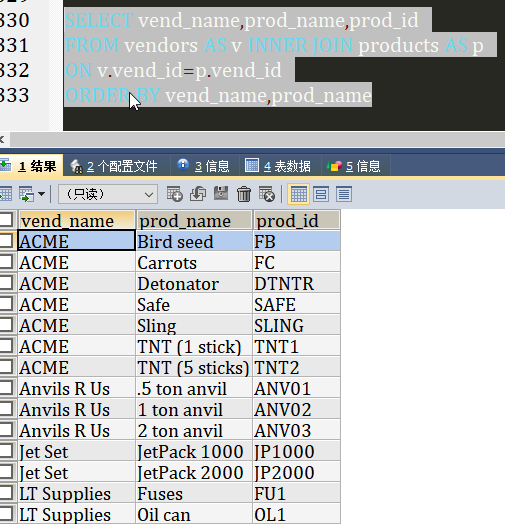 330 SELECT vend_name,prod_name,prod_id
331 FROM vendors AS v INNER JOIN products AS p
332 ON v.vend_id=p.vend_id
333 ORDER BY vend_name,prod_name
1 结果 2 个配置文件 3 信息 4 表数据 5 信息
（只读）
vend_name prod_name prod_id
ACME Bird seed FB
ACME Carrots FC
ACME Detonator DTNTR
ACME Safe SAFE
ACME Sling SLING
ACME TNT (1 stick) TNT1
ACME TNT (5 sticks) TNT2
Anvils R Us .5 ton anvil ANV01
Anvils R Us 1 ton anvil ANV02
Anvils R Us 2 ton anvil ANV03
Jet Set JetPack 1000 JP1000
Jet Set JetPack 2000 JP2000
LT Supplies Fuses FU1
LT Supplies Oil can OL1